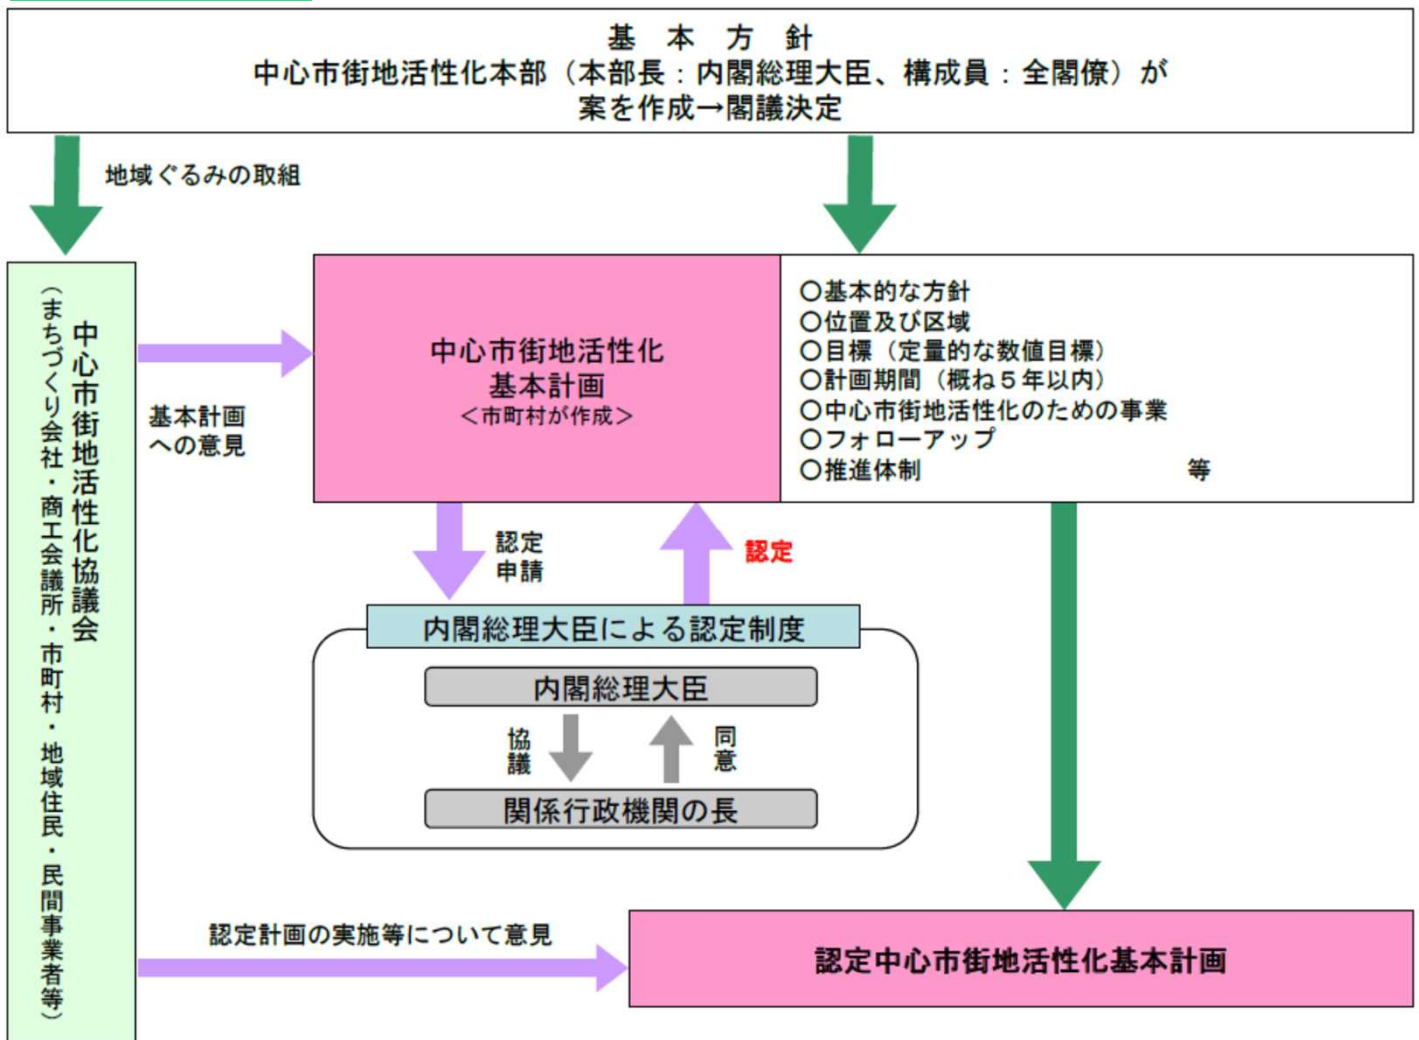 基　本　方　針
中心市街地活性化本部（本部長：内閣総理大臣、構成員：全閣僚）が
案を作成→閣議決定
地域ぐるみの取組
中心市街地活性化協議会
（まちづくり会社・商工会議所・市町村・地域住民・民間事業者等）
基本計画
への意見
中心市街地活性化
基本計画
＜市町村が作成＞
〇基本的な方針
〇位置及び区域
〇目標（定量的な数値目標）
〇計画期間（概ね５年以内）
〇中心市街地活性化のための事業
〇フォローアップ
〇推進体制　　　　　　　　　　　等
認定
申請
認定
内閣総理大臣による認定制度
内閣総理大臣
協議
同意
関係行政機関の長
認定計画の実施等について意見
認定中心市街地活性化基本計画